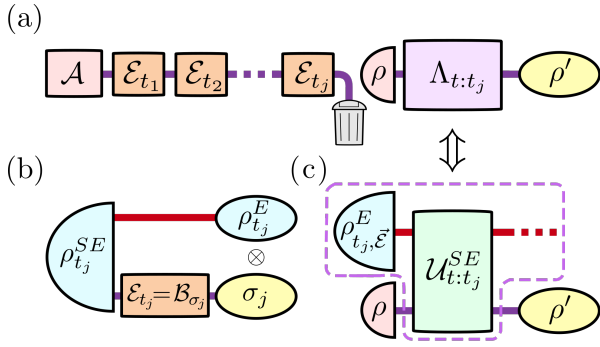 (a)
𝒜 ℰ_{t_1} ℰ_{t_2} ℰ_{t_j} ρ Λ_{t:t_j} ρ′
⇕
(b) (c)
ρ^{SE}_{t_j} ρ^{E}_{t_j} ⊗ ℰ_{t_j}=ℬ_{σ_j} σ_j
ρ^{E}_{t_j,\vec{ℰ}} 𝒰^{SE}_{t:t_j} ρ ρ′